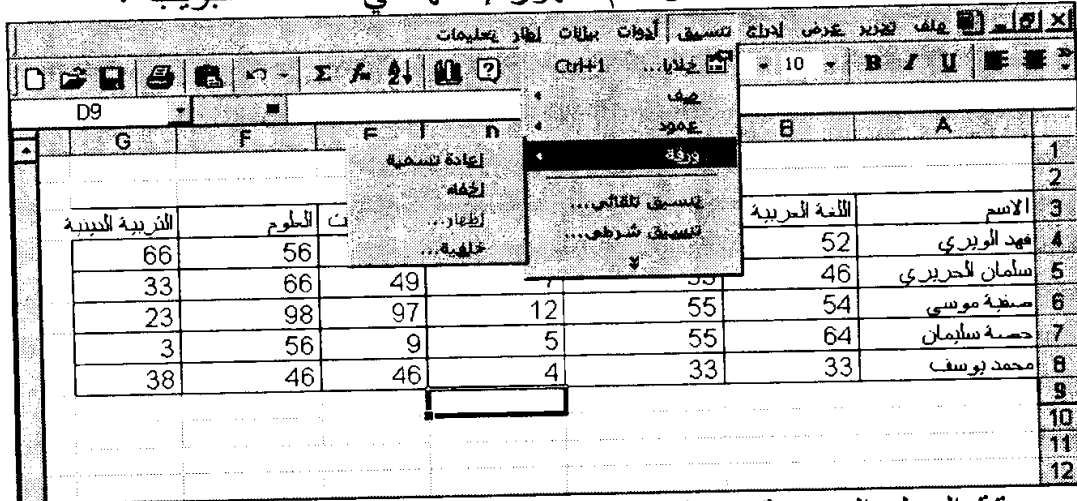 ملف تحرير عرض إدراج تنسيق أدوات بيانات إطار تعليمات
10 B I U
خلايا... Ctrl+1
صف
عمود
ورقة
تنسيق تلقائي...
تنسيق شرطي...
إعادة تسمية
إخفاء
إظهار...
خلفية...
D9 =
A B D E F G
1
2
3 الاسم اللغة العربية العلوم التربية الدينية
4 فهد الوبري 52 56 66
5 سلمان الحريري 46 49 66 33
6 صفية موسى 54 55 12 97 98 23
7 حصة سليمان 64 55 5 9 56 3
8 محمد يوسف 33 33 4 46 46 38
9
10
11
12